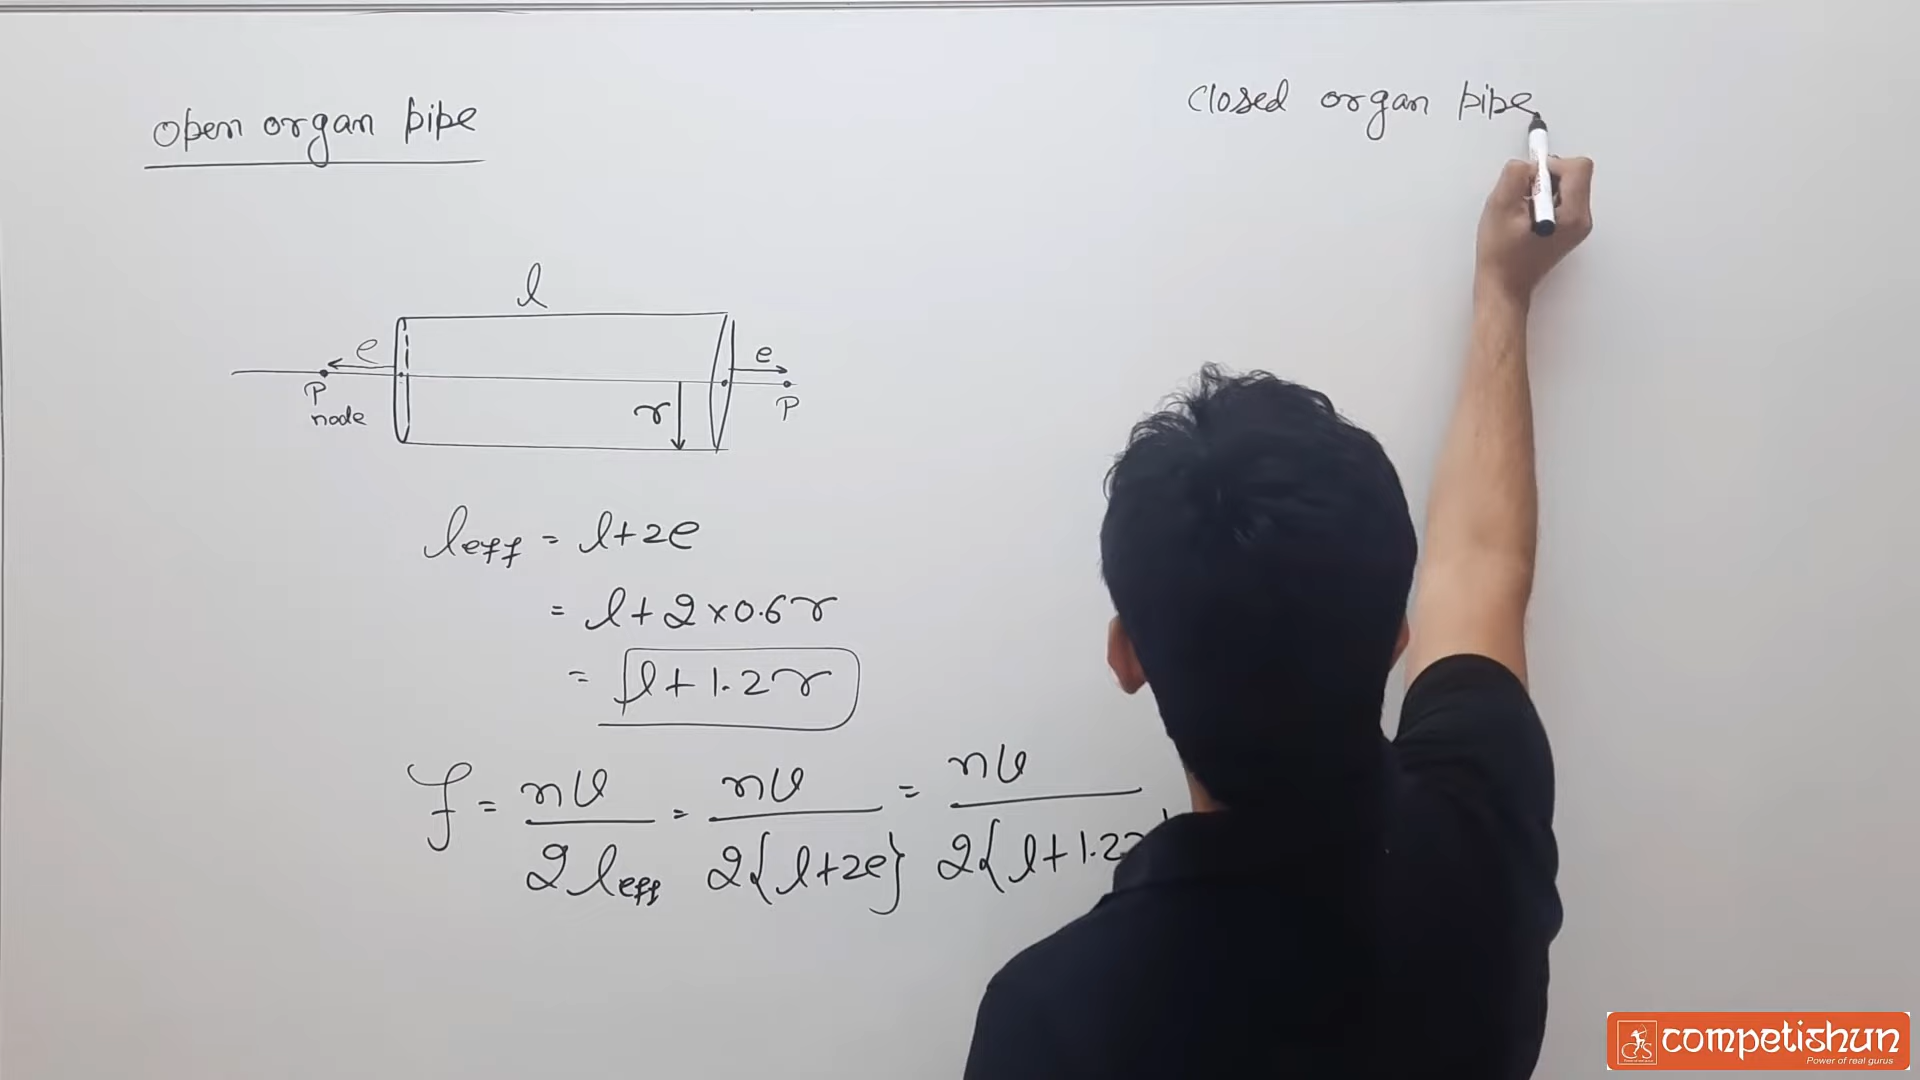 open organ pipe
closed organ pipe
l
e
e
P
node
r
P
leff = l+2e
= l+2×0.6r
= l+1.2r
f = nv/2leff = nv/2{l+2e} = nv/2{l+1.2r
competishun
Power of real gurus